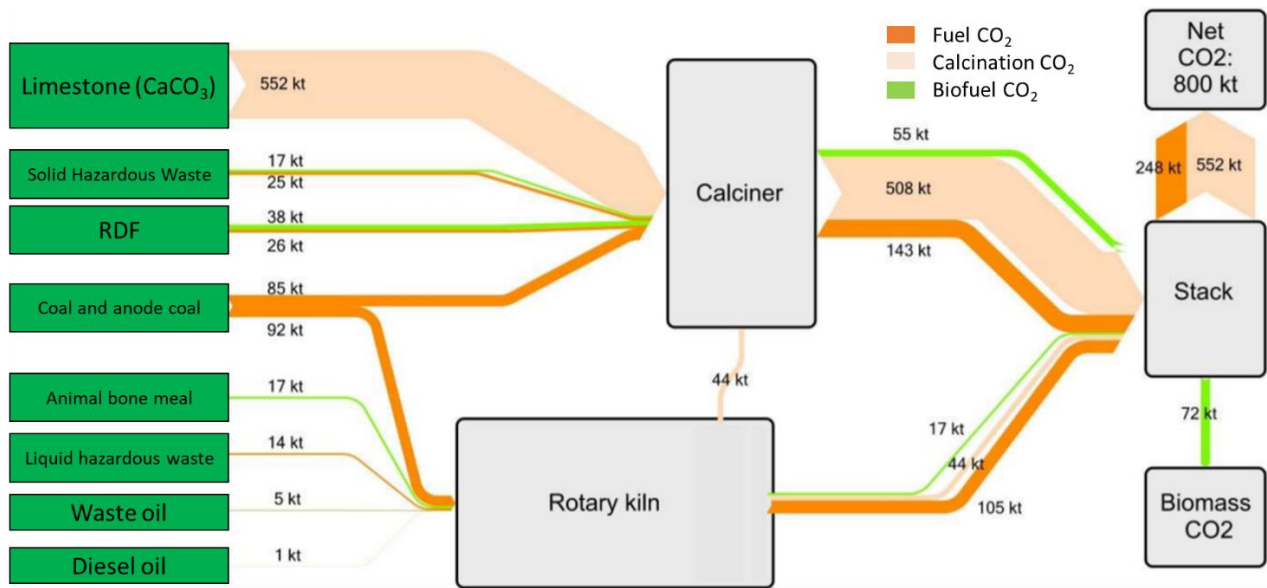 Limestone (CaCO₃)
552 kt
Solid Hazardous Waste
17 kt
25 kt
RDF
38 kt
26 kt
Coal and anode coal
85 kt
92 kt
Animal bone meal
17 kt
Liquid hazardous waste
14 kt
Waste oil
5 kt
Diesel oil
1 kt
Calciner
44 kt
Rotary kiln
Fuel CO₂
Calcination CO₂
Biofuel CO₂
55 kt
508 kt
143 kt
17 kt
44 kt
105 kt
Net
CO2:
800 kt
248 kt
552 kt
Stack
72 kt
Biomass
CO2